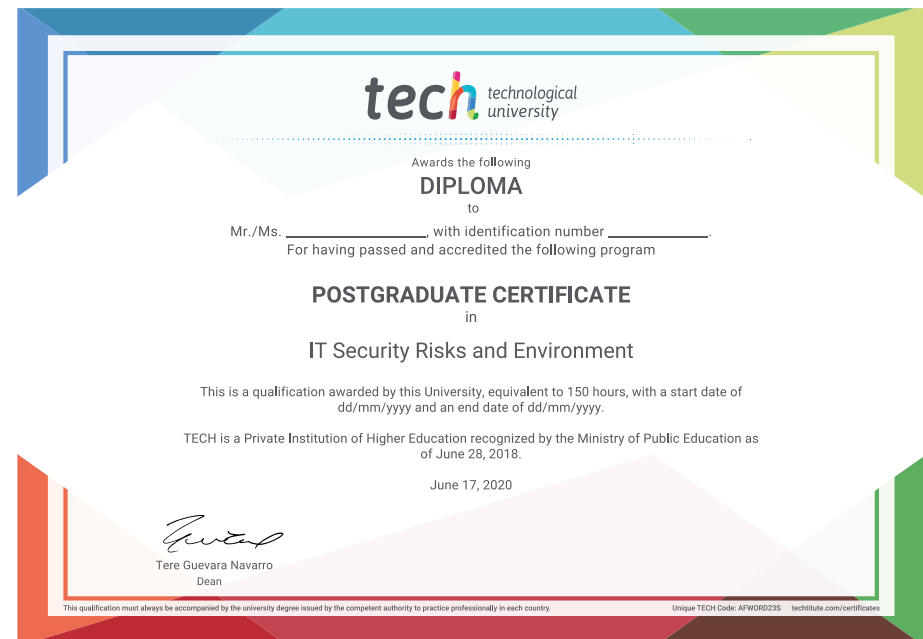 tech technological
university
Awards the following
DIPLOMA
to
Mr./Ms. ____________, with identification number ____________.
For having passed and accredited the following program
POSTGRADUATE CERTIFICATE
in
IT Security Risks and Environment
This is a qualification awarded by this University, equivalent to 150 hours, with a start date of
dd/mm/yyyy and an end date of dd/mm/yyyy.
TECH is a Private Institution of Higher Education recognized by the Ministry of Public Education as
of June 28, 2018.
June 17, 2020
Tere Guevara Navarro
Dean
This qualification must always be accompanied by the university degree issued by the competent authority to practice professionally in each country. Unique TECH Code: AFWORD23S techtitute.com/certificates